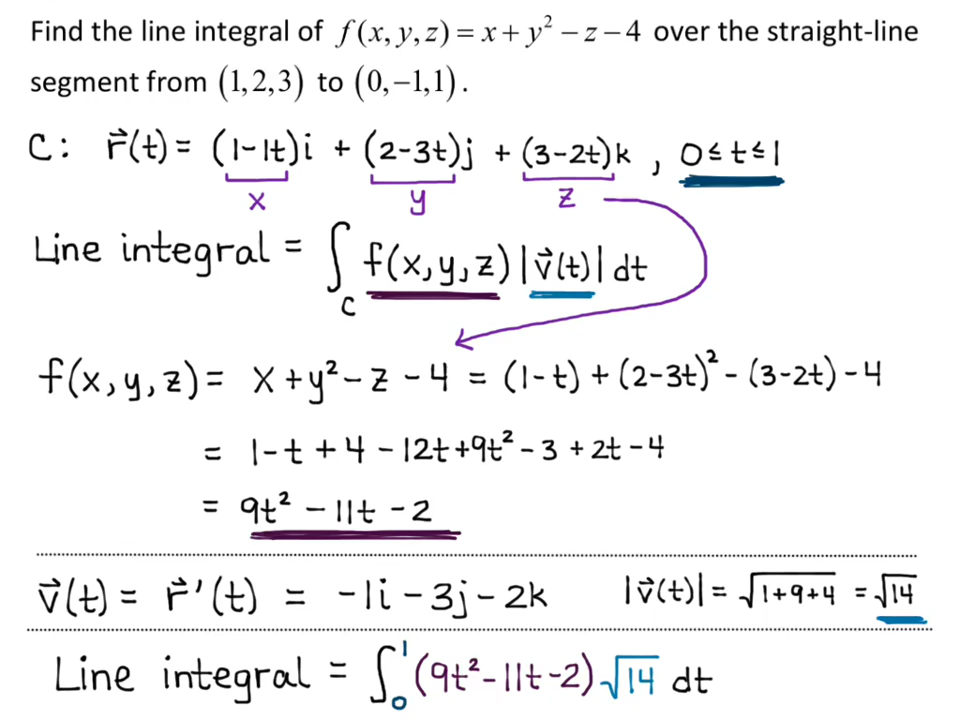 Find the line integral of f(x, y, z) = x + y² − z − 4 over the straight-line
segment from (1,2,3) to (0,−1,1).
C: r⃗(t) = (1-1t)i + (2-3t)j + (3-2t)k , 0≤t≤1
x y z
Line integral = ∫_C f(x,y,z)|v⃗(t)|dt
f(x,y,z) = x+y²-z-4 = (1-t)+(2-3t)²-(3-2t)-4
= 1-t+4-12t+9t²-3+2t-4
= 9t²-11t-2
v⃗(t) = r⃗'(t) = -1i-3j-2k |v⃗(t)| = √(1+9+4) = √14
Line integral = ∫₀¹(9t²-11t-2)√14 dt